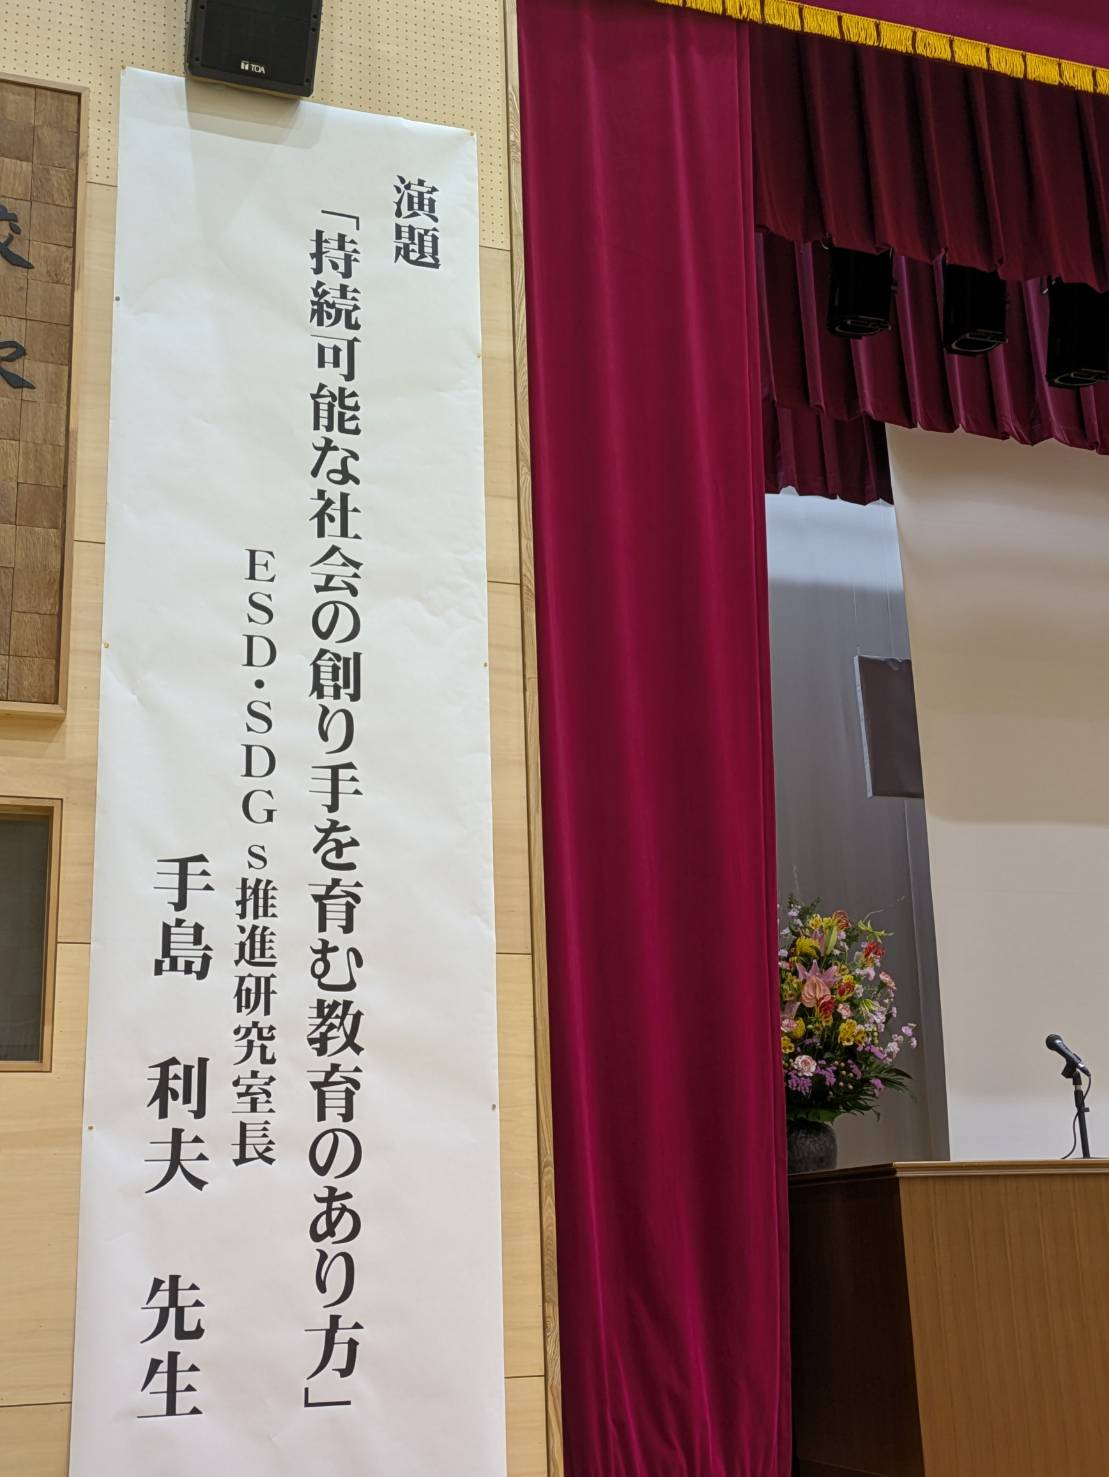 演題
「持続可能な社会の創り手を育む教育のあり方」
ESD・SDGs推進研究室長
手島 利夫 先生
TOA